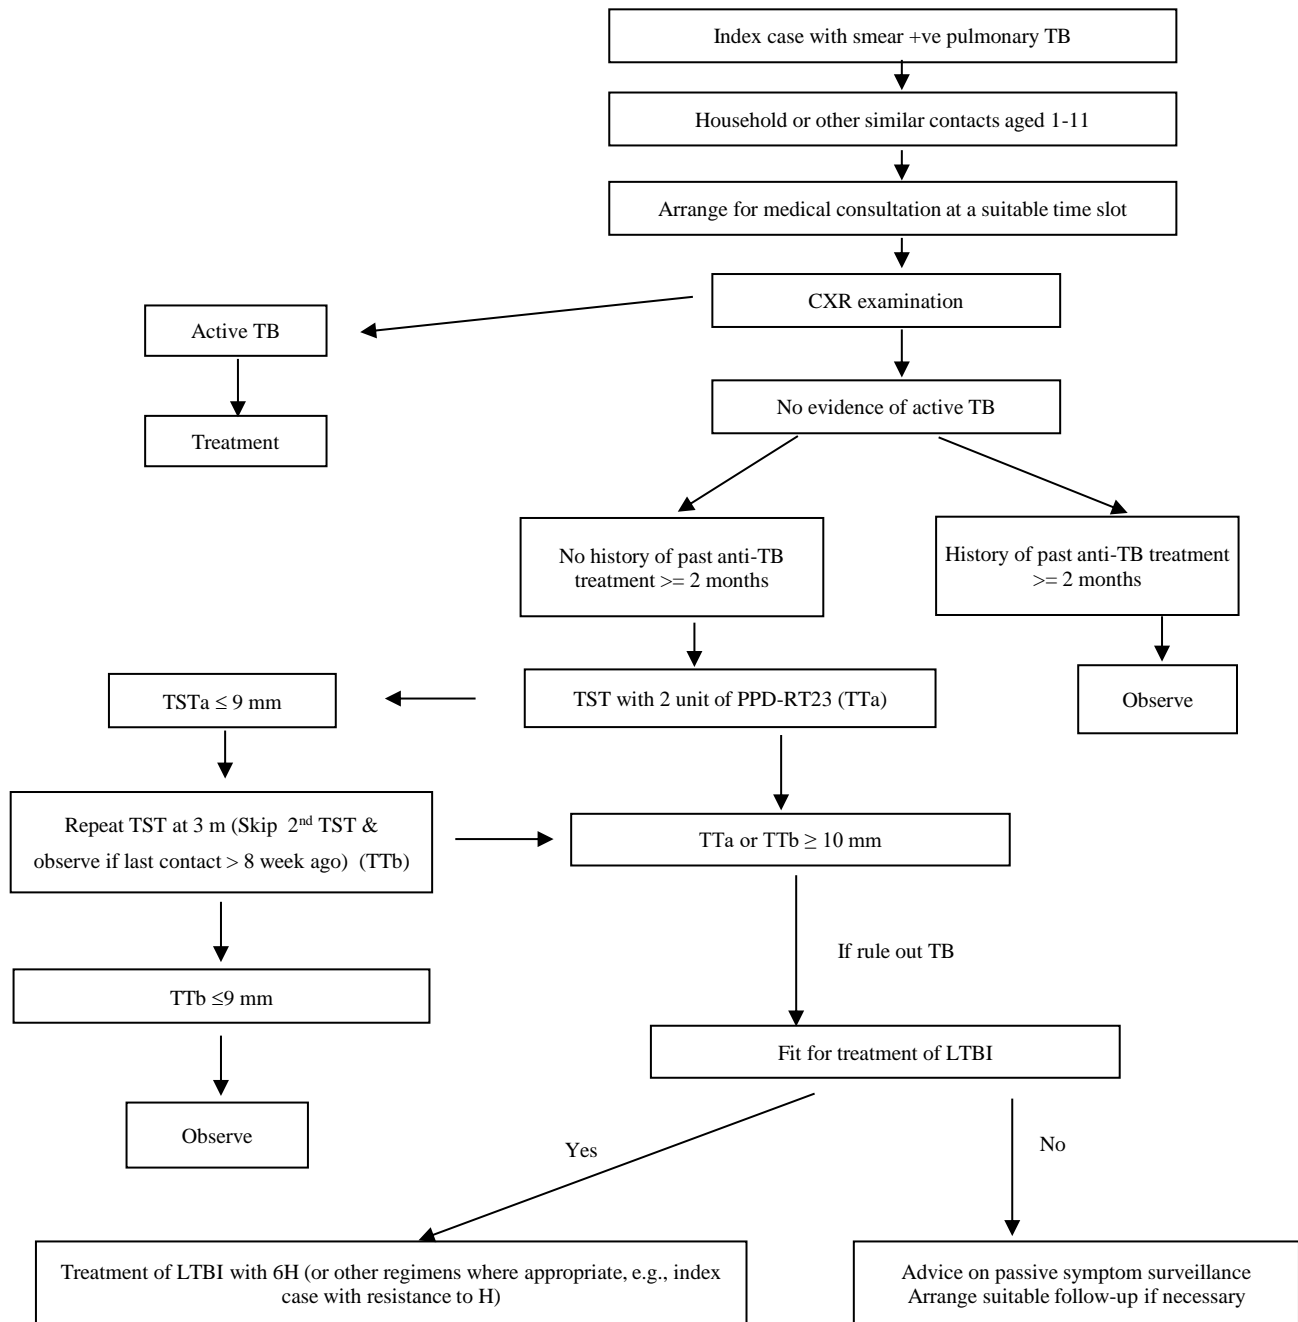 Index case with smear +ve pulmonary TB
Household or other similar contacts aged 1-11
Arrange for medical consultation at a suitable time slot
CXR examination
Active TB
Treatment
No evidence of active TB
No history of past anti-TB
treatment >= 2 months
History of past anti-TB treatment
>= 2 months
Observe
TST with 2 unit of PPD-RT23 (TTa)
TSTa ≤ 9 mm
Repeat TST at 3 m (Skip 2nd TST &
observe if last contact > 8 week ago) (TTb)
TTa or TTb ≥ 10 mm
TTb ≤9 mm
Observe
If rule out TB
Fit for treatment of LTBI
Yes
No
Treatment of LTBI with 6H (or other regimens where appropriate, e.g., index
case with resistance to H)
Advice on passive symptom surveillance
Arrange suitable follow-up if necessary